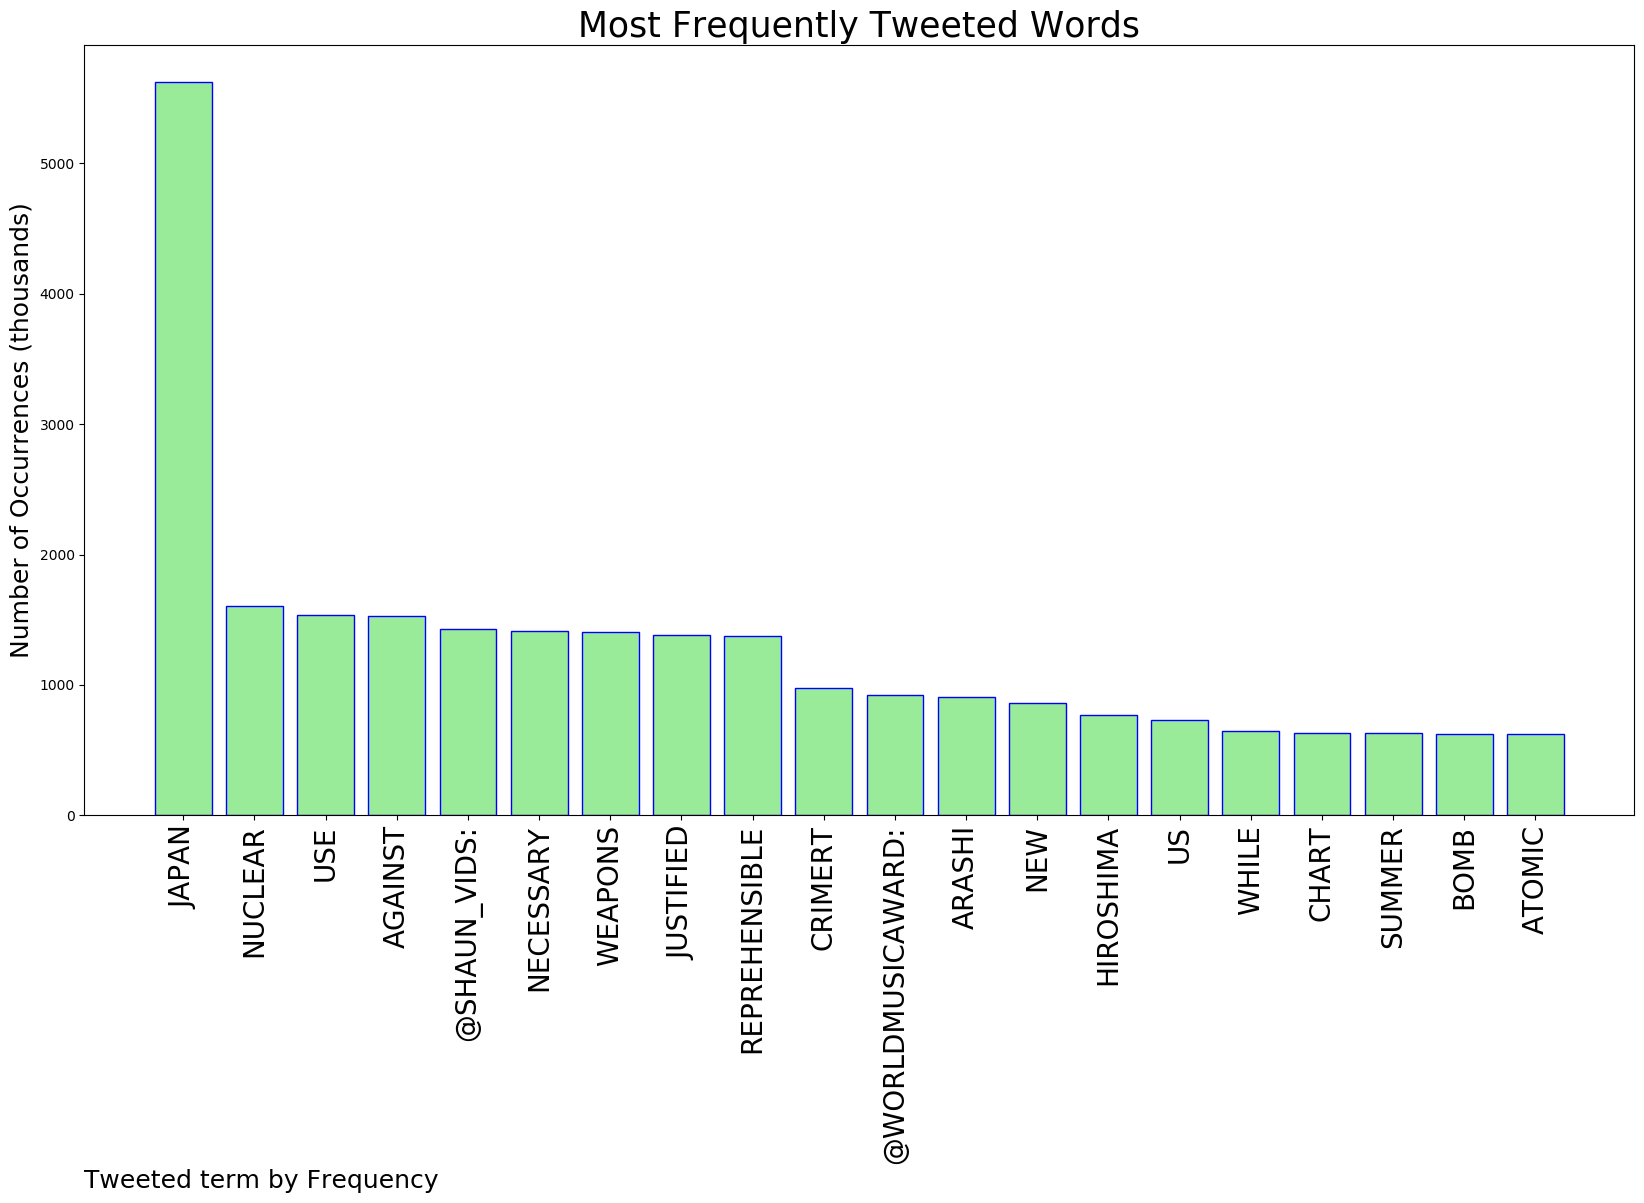 Most Frequently Tweeted Words
Number of Occurrences (thousands)
5000
4000
3000
2000
1000
0
JAPAN
NUCLEAR
USE
AGAINST
@SHAUN_VIDS:
NECESSARY
WEAPONS
JUSTIFIED
REPREHENSIBLE
CRIMERT
@WORLDMUSICAWARD:
ARASHI
NEW
HIROSHIMA
US
WHILE
CHART
SUMMER
BOMB
ATOMIC
Tweeted term by Frequency